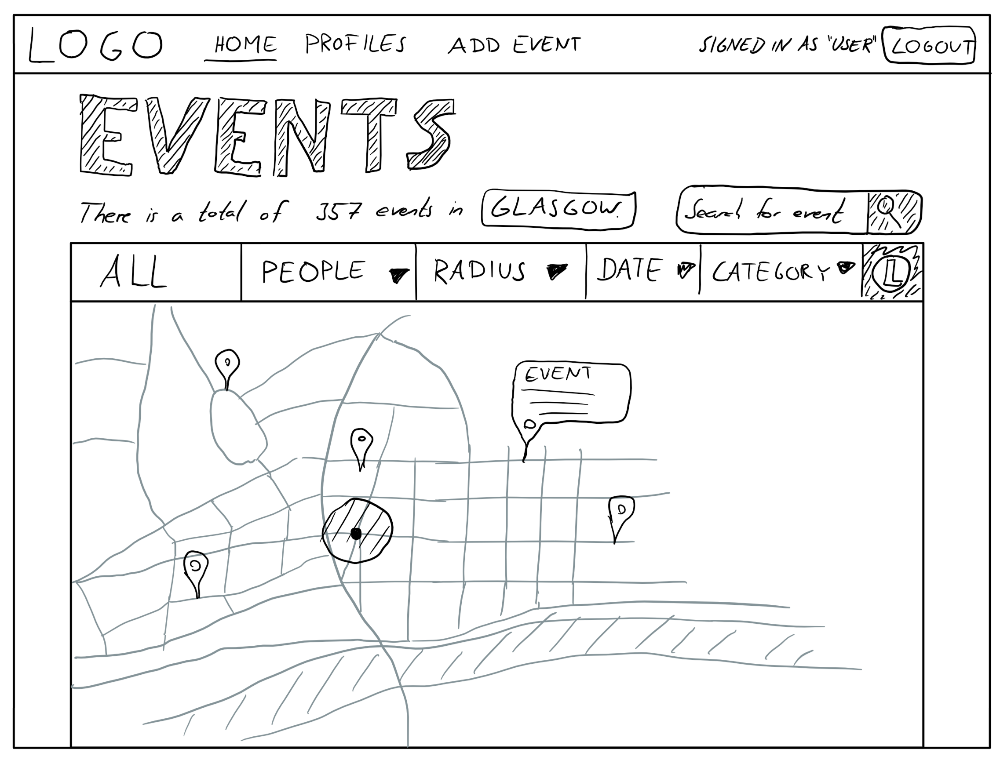 LOGO HOME PROFILES ADD EVENT SIGNED IN AS "USER" LOGOUT
EVENTS
There is a total of 557 events in GLASGOW. Search for event
ALL PEOPLE RADIUS DATE CATEGORY L
EVENT